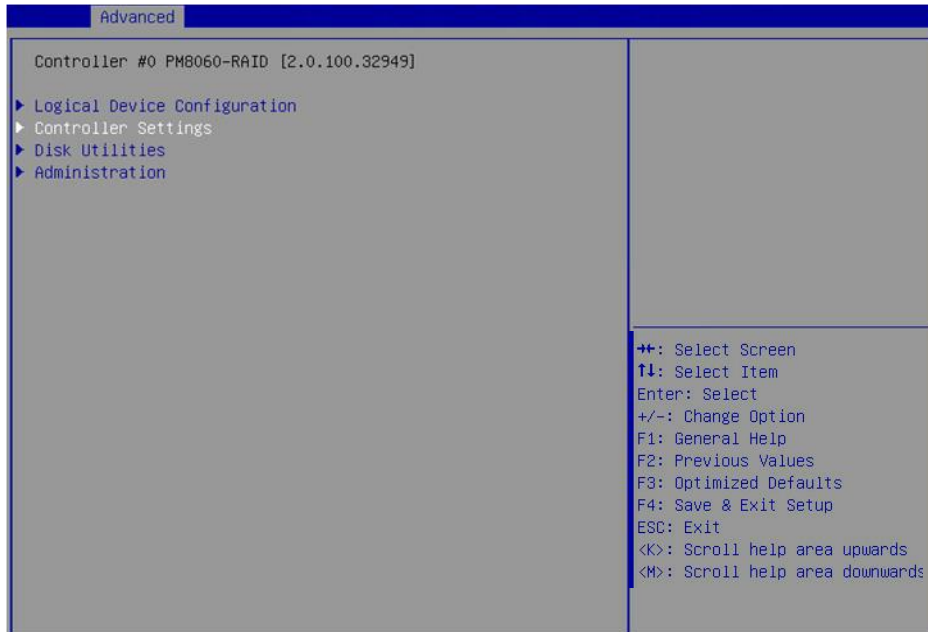 Advanced
Controller #0 PM8060-RAID [2.0.100.32949]
Logical Device Configuration
Controller Settings
Disk Utilities
Administration
→←: Select Screen
↑↓: Select Item
Enter: Select
+/-: Change Option
F1: General Help
F2: Previous Values
F3: Optimized Defaults
F4: Save & Exit Setup
ESC: Exit
<K>: Scroll help area upwards
<M>: Scroll help area downwards